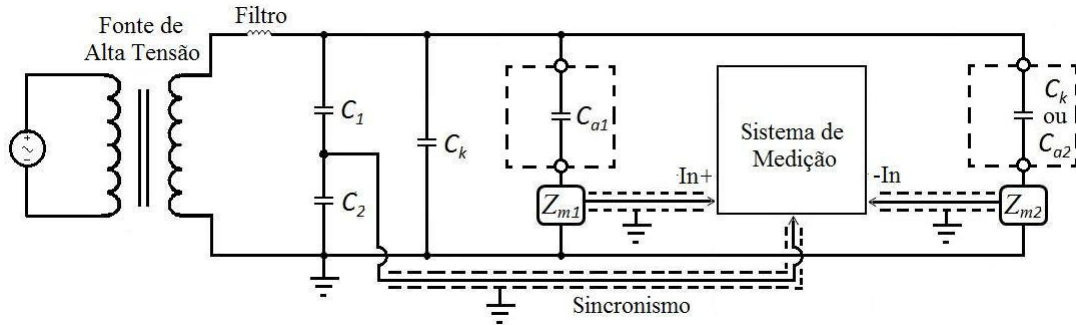 Fonte de
Alta Tensão
Filtro
C1
C2
Ck
Ca1
Zm1
In+
Sistema de
Medição
-In
Ck
ou
Ca2
Zm2
Sincronismo